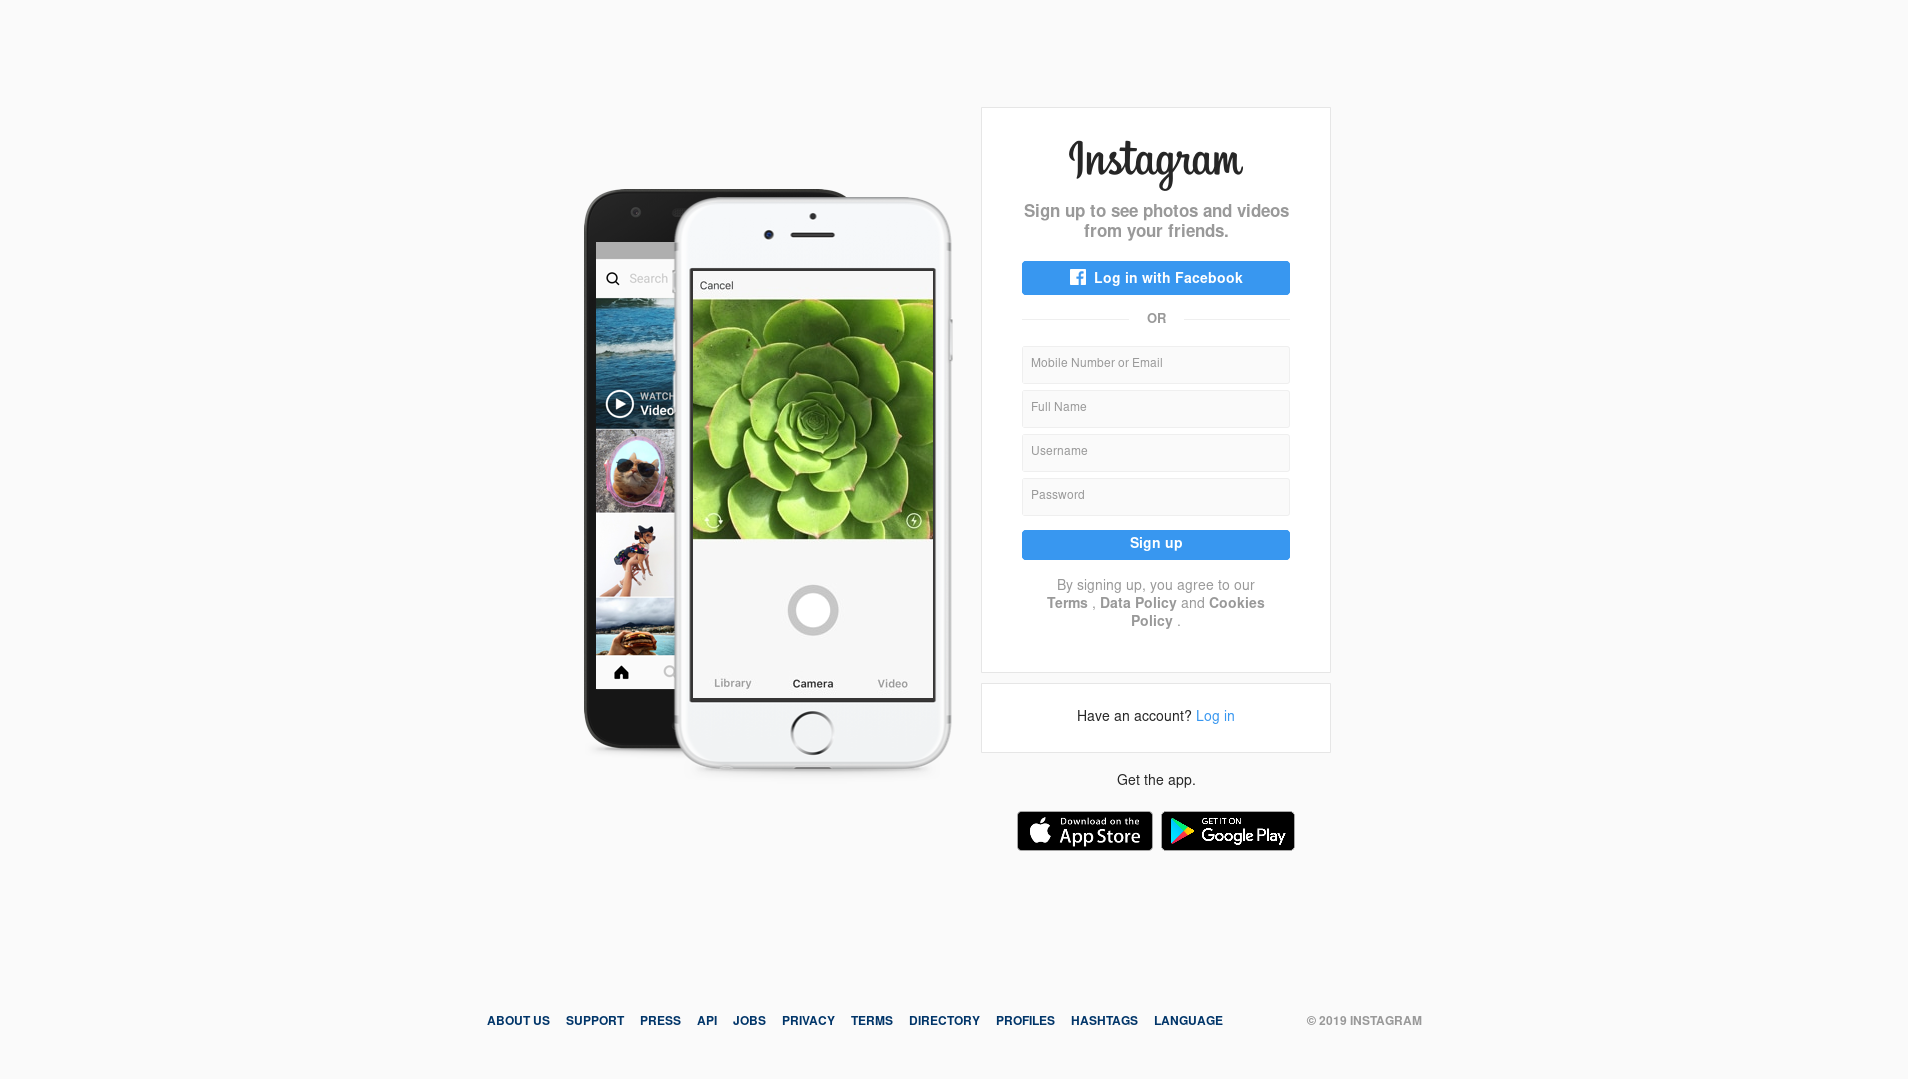 Instagram
Sign up to see photos and videos
from your friends.
Log in with Facebook
OR
Mobile Number or Email
Full Name
Username
Password
Sign up
By signing up, you agree to our
Terms , Data Policy and Cookies
Policy .
Have an account? Log in
Get the app.
Download on the
App Store
GET IT ON
Google Play
Search
WATCH
Video
Cancel
Library Camera Video
ABOUT US SUPPORT PRESS API JOBS PRIVACY TERMS DIRECTORY PROFILES HASHTAGS LANGUAGE © 2019 INSTAGRAM